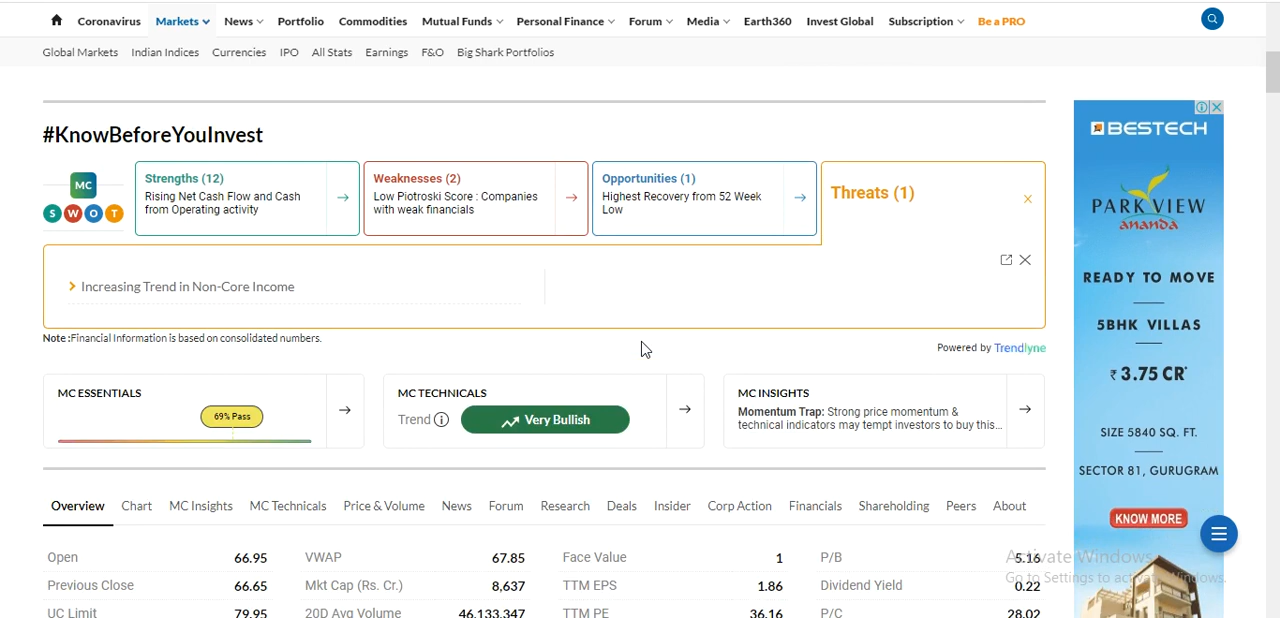 Coronavirus Markets News Portfolio Commodities Mutual Funds Personal Finance Forum Media Earth360 Invest Global Subscription Be a PRO
Global Markets Indian Indices Currencies IPO All Stats Earnings F&O Big Shark Portfolios
#KnowBeforeYouInvest
MC
S W O T
Strengths (12)
Rising Net Cash Flow and Cash
from Operating activity
Weaknesses (2)
Low Piotroski Score : Companies
with weak financials
Opportunities (1)
Highest Recovery from 52 Week
Low
Threats (1)
Increasing Trend in Non-Core Income
Note :Financial Information is based on consolidated numbers.
Powered by Trendlyne
MC ESSENTIALS
69% Pass
MC TECHNICALS
Trend
Very Bullish
MC INSIGHTS
Momentum Trap: Strong price momentum &
technical indicators may tempt investors to buy this...
Overview Chart MC Insights MC Technicals Price & Volume News Forum Research Deals Insider Corp Action Financials Shareholding Peers About
Open 66.95 VWAP 67.85 Face Value 1 P/B 5.16
Previous Close 66.65 Mkt Cap (Rs. Cr.) 8,637 TTM EPS 1.86 Dividend Yield 0.22
UC Limit 79.95 20D Avg Volume 46,133,347 TTM PE 36.16 P/C 28.02
BESTECH
PARK VIEW
ananda
READY TO MOVE
5BHK VILLAS
₹ 3.75 CR*
SIZE 5840 SQ. FT.
SECTOR 81, GURUGRAM
KNOW MORE
Activate Windows
Go to Settings to activate Windows.